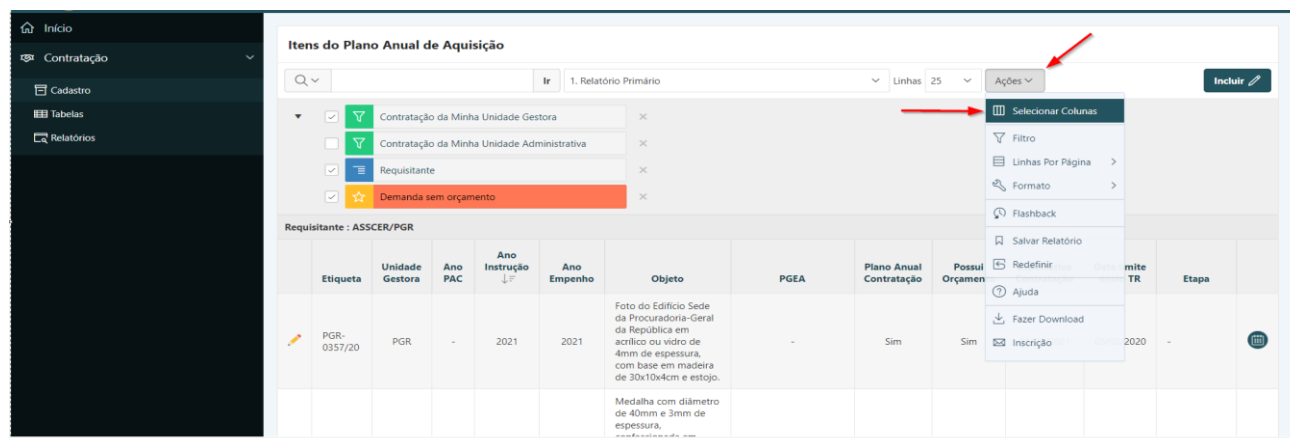 Início
Contratação
Cadastro
Tabelas
Relatórios
Itens do Plano Anual de Aquisição
Ir 1. Relatório Primário Linhas 25 Ações Incluir
Contratação da Minha Unidade Gestora
Contratação da Minha Unidade Administrativa
Requisitante
Demanda sem orçamento
Selecionar Colunas
Filtro
Linhas Por Página
Formato
Flashback
Salvar Relatório
Redefinir
Ajuda
Fazer Download
Inscrição
Requisitante : ASSCER/PGR
Etiqueta
Unidade
Gestora
Ano
PAC
Ano
Instrução
Ano
Empenho
Objeto
PGEA
Plano Anual
Contratação
Possui
TR
Etapa
PGR-
0357/20
PGR
-
2021
2021
Foto do Edifício Sede
da Procuradoria-Geral
da República em
acrílico ou vidro de
4mm de espessura,
com base em madeira
de 30x10x4cm e estojo.
-
Sim
Sim
2020
-
Medalha com diâmetro
de 40mm e 3mm de
espessura,